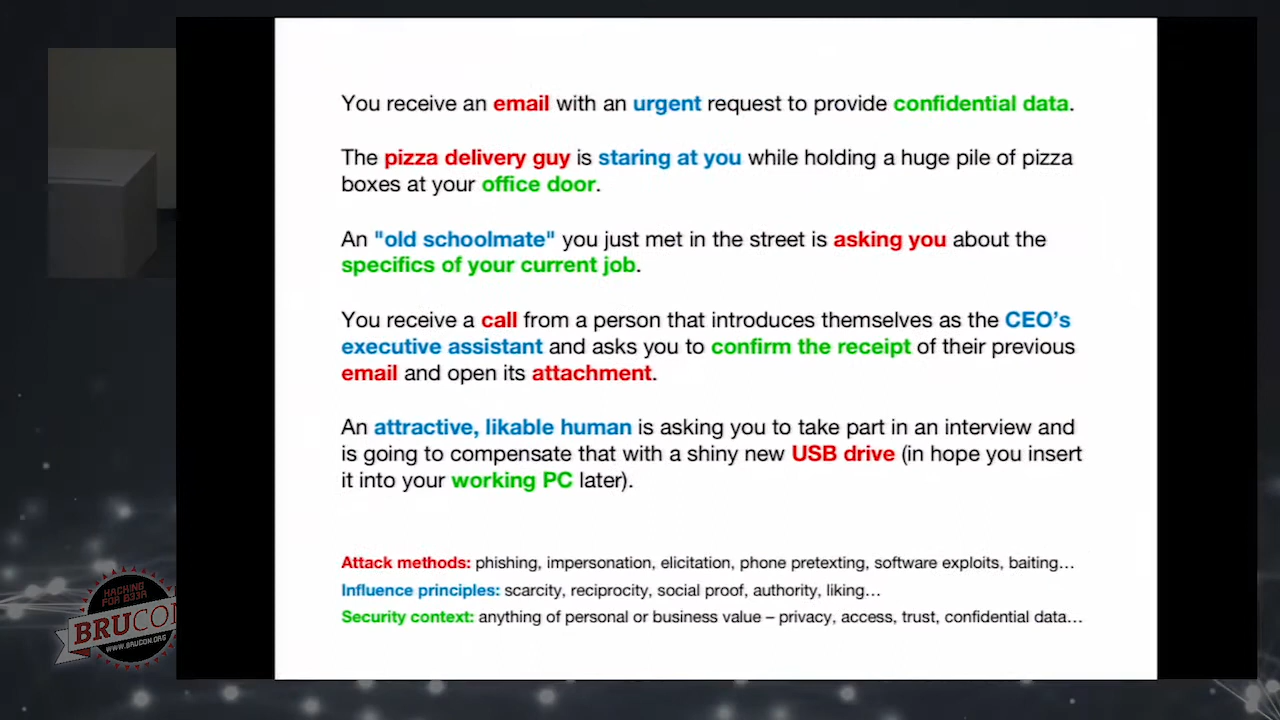 You receive an email with an urgent request to provide confidential data.
The pizza delivery guy is staring at you while holding a huge pile of pizza
boxes at your office door.
An "old schoolmate" you just met in the street is asking you about the
specifics of your current job.
You receive a call from a person that introduces themselves as the CEO’s
executive assistant and asks you to confirm the receipt of their previous
email and open its attachment.
An attractive, likable human is asking you to take part in an interview and
is going to compensate that with a shiny new USB drive (in hope you insert
it into your working PC later).
Attack methods: phishing, impersonation, elicitation, phone pretexting, software exploits, baiting…
Influence principles: scarcity, reciprocity, social proof, authority, liking…
Security context: anything of personal or business value – privacy, access, trust, confidential data…
HACKING
FOR B33R
BRUCON
WWW.BRUCON.ORG